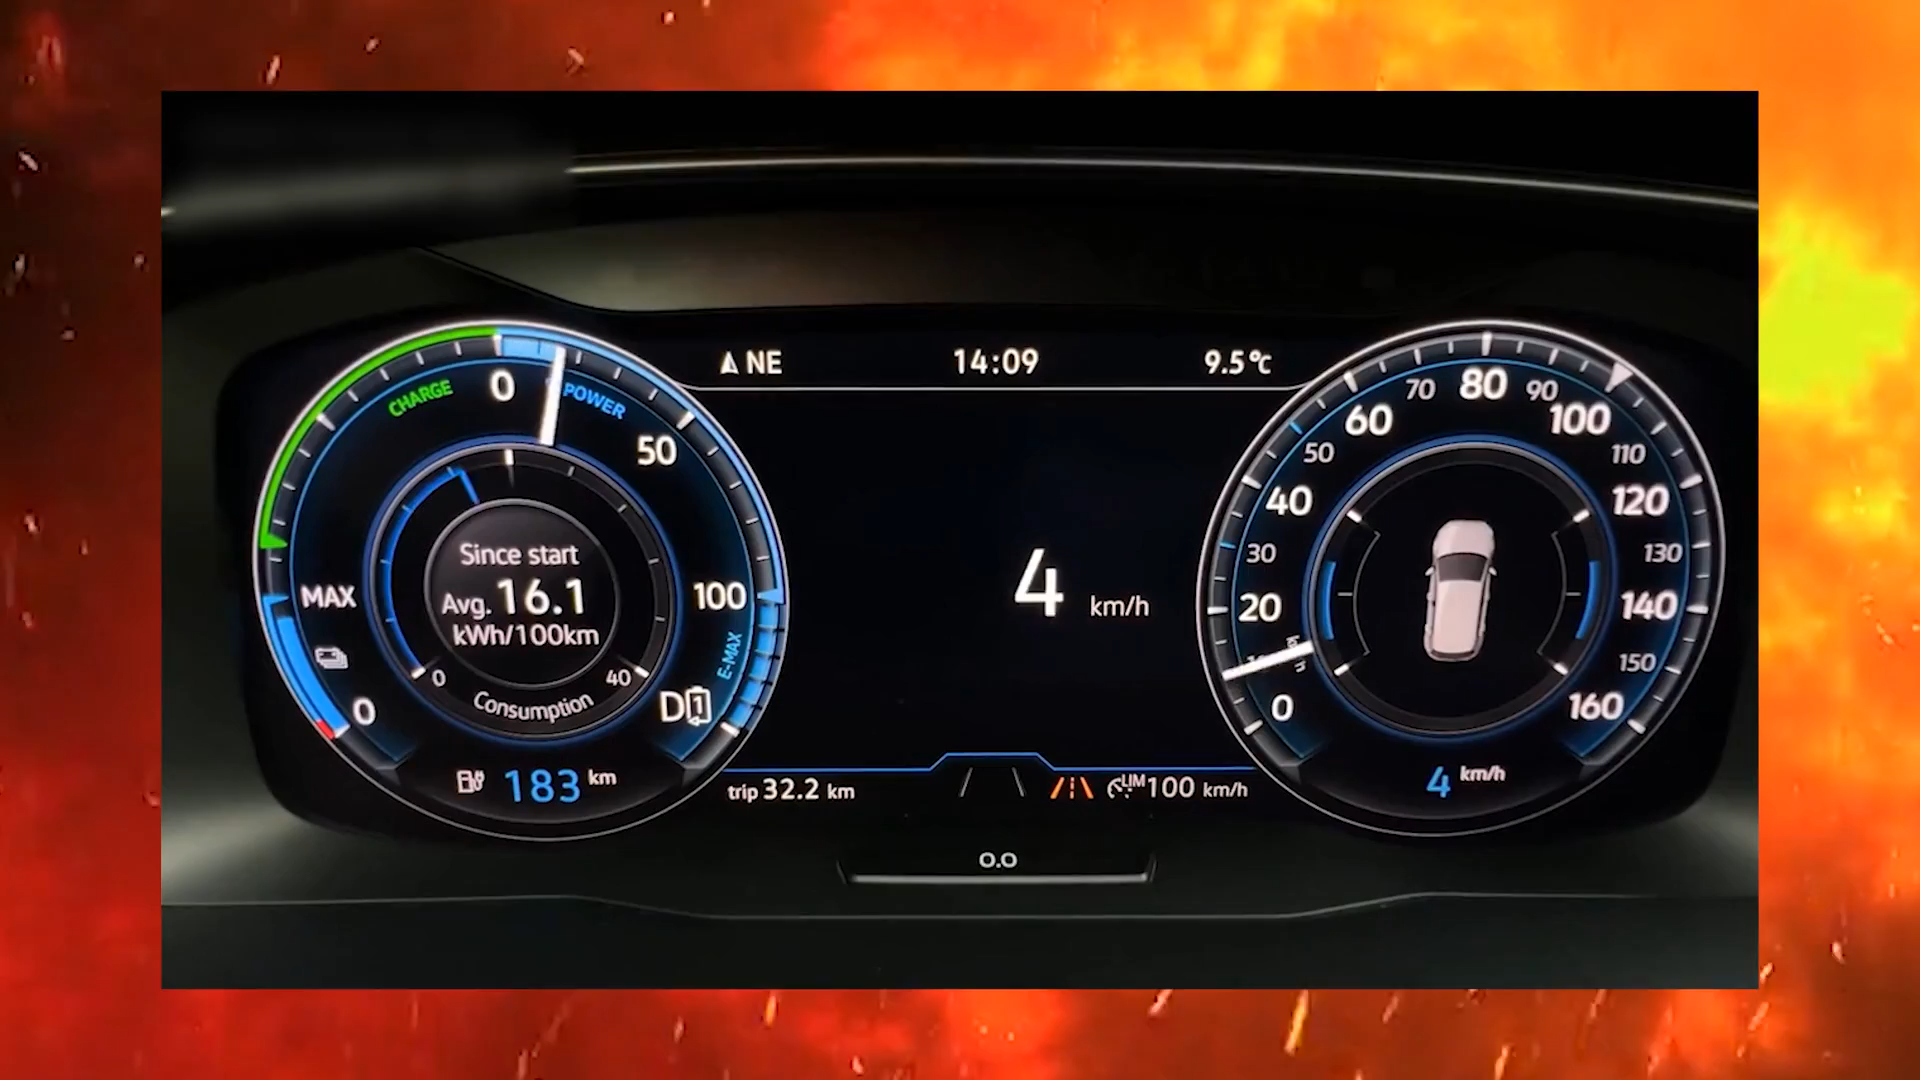 NE
14:09
9.5°C
CHARGE
0
POWER
50
100
E-MAX
MAX
0
Since start
Avg. 16.1
kWh/100km
0
40
Consumption
D
1
183 km
trip 32.2 km
4 km/h
LIM 100 km/h
0.0
0
20
30
40
50
60
70
80
90
100
110
120
130
140
150
160
4 km/h